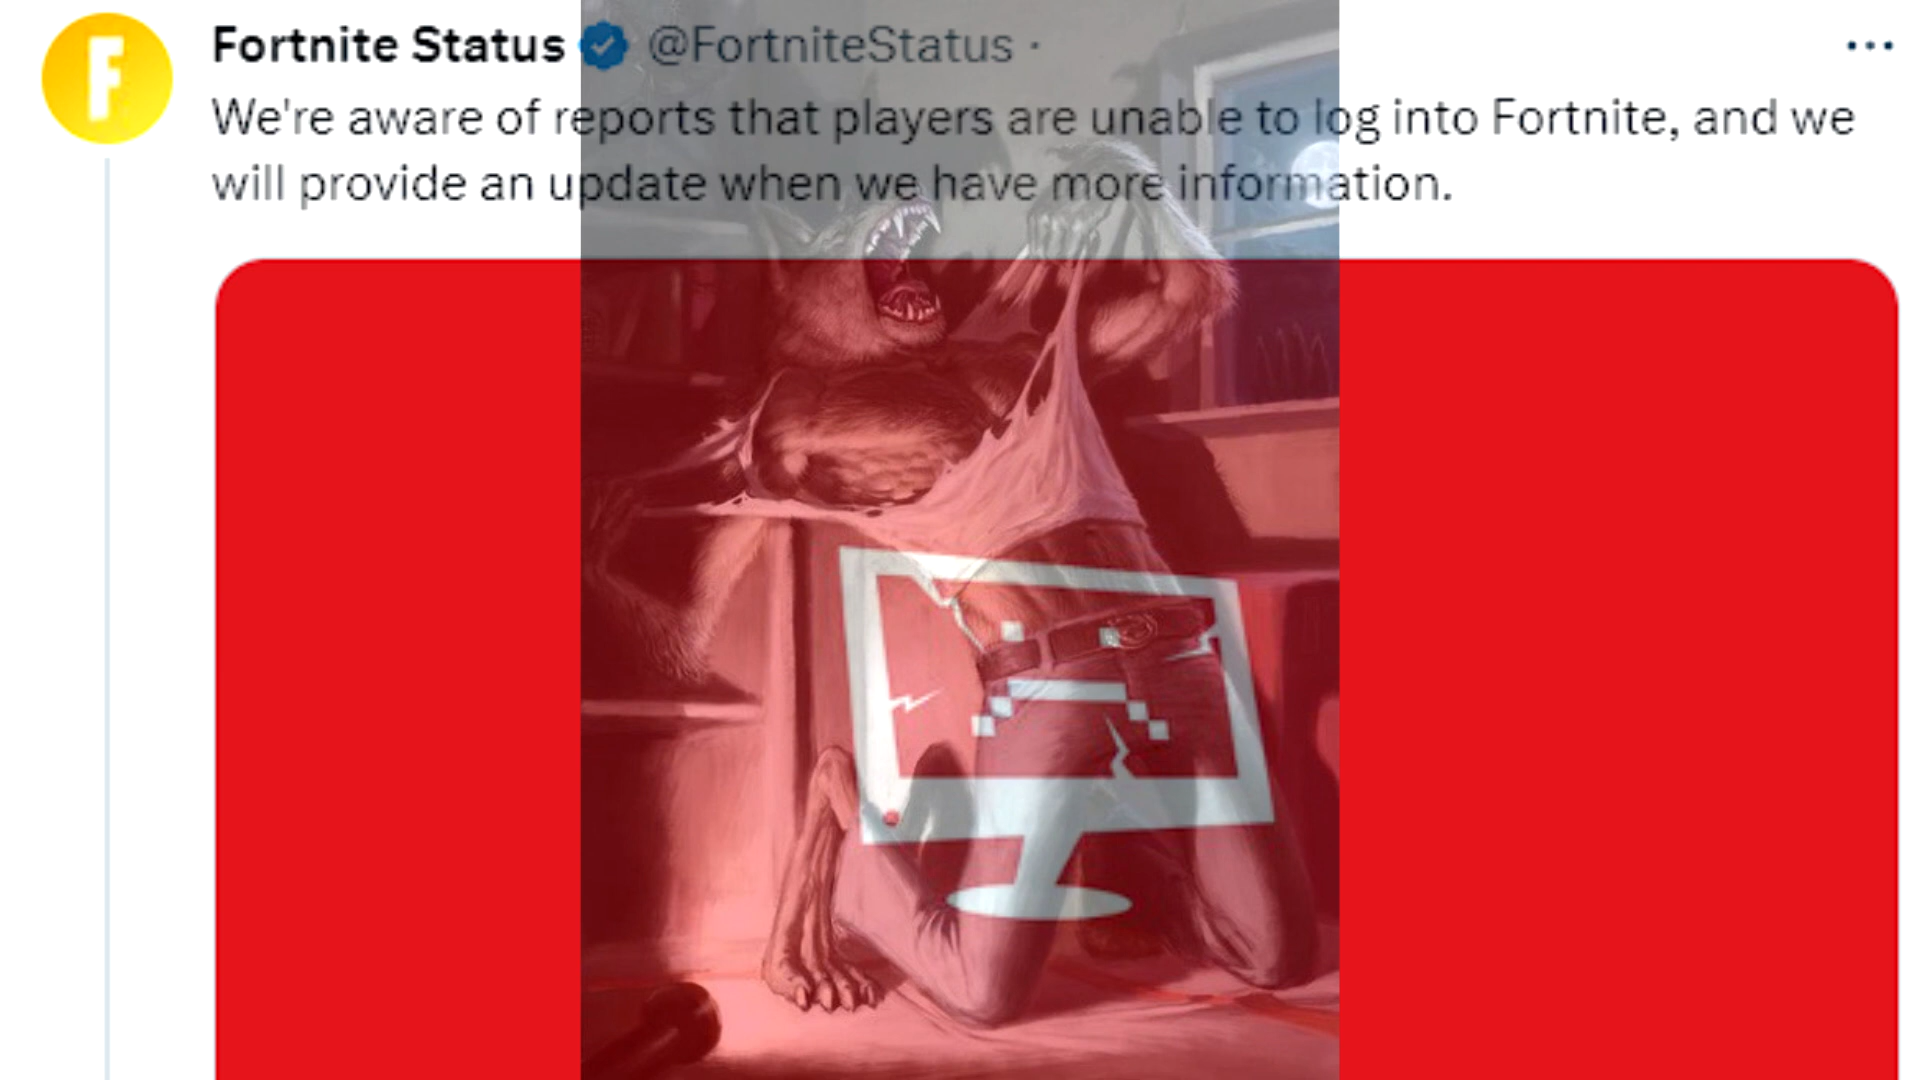 Fortnite Status @FortniteStatus ·
We're aware of reports that players are unable to log into Fortnite, and we
will provide an update when we have more information.